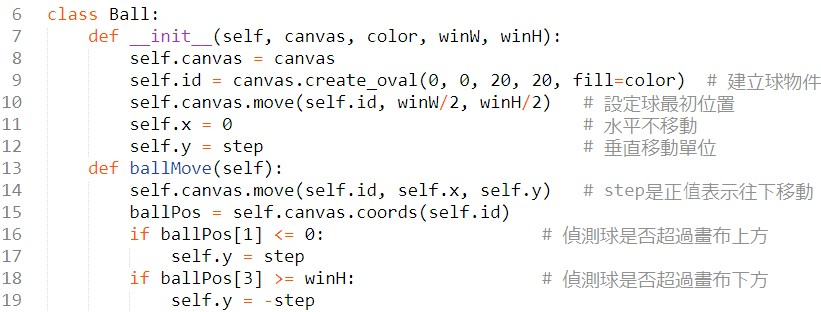 6 class Ball:
7     def __init__(self, canvas, color, winW, winH):
8         self.canvas = canvas
9         self.id = canvas.create_oval(0, 0, 20, 20, fill=color)  # 建立球物件
10         self.canvas.move(self.id, winW/2, winH/2)   # 設定球最初位置
11         self.x = 0                                  # 水平不移動
12         self.y = step                               # 垂直移動單位
13     def ballMove(self):
14         self.canvas.move(self.id, self.x, self.y)   # step是正值表示往下移動
15         ballPos = self.canvas.coords(self.id)
16         if ballPos[1] <= 0:                     # 偵測球是否超過畫布上方
17             self.y = step
18         if ballPos[3] >= winH:                  # 偵測球是否超過畫布下方
19             self.y = -step